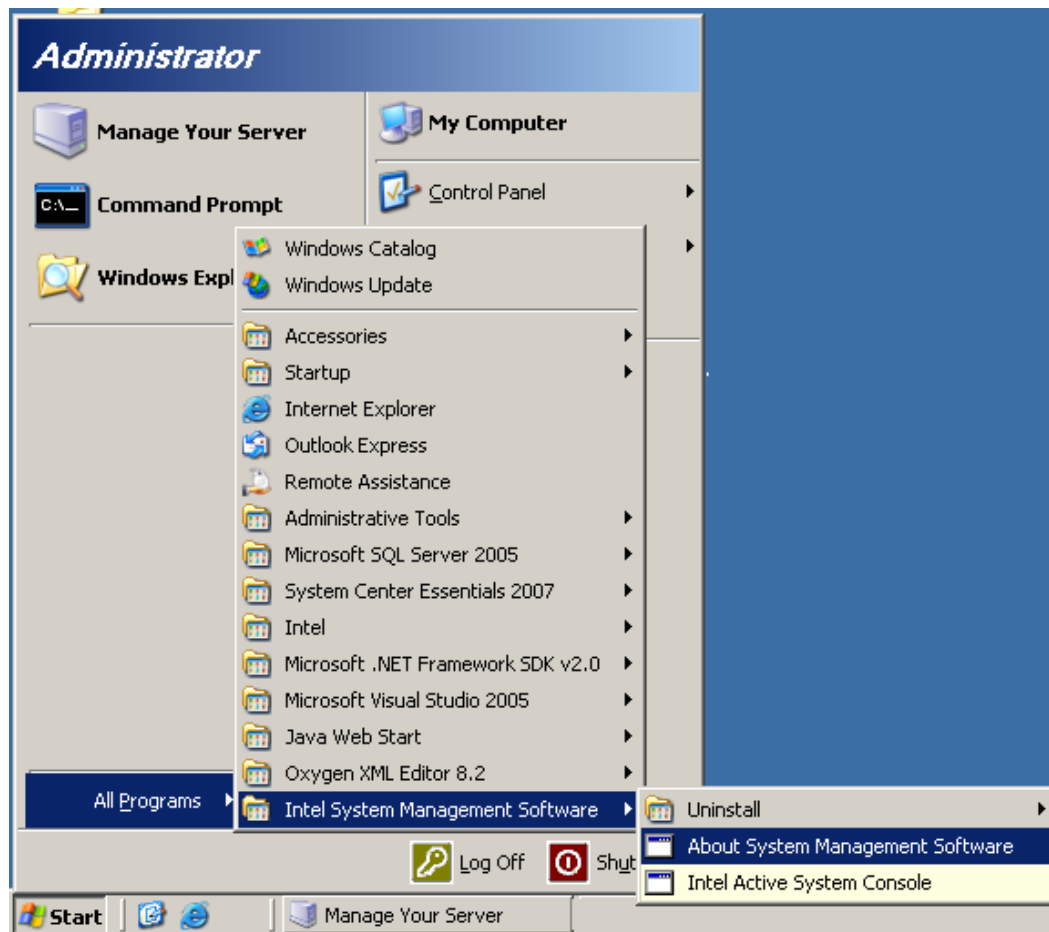 Administrator
Manage Your Server
My Computer
Command Prompt
C:\_
Control Panel
Windows Expl
Windows Catalog
Windows Update
Accessories
Startup
Internet Explorer
Outlook Express
Remote Assistance
Administrative Tools
Microsoft SQL Server 2005
System Center Essentials 2007
Intel
Microsoft .NET Framework SDK v2.0
Microsoft Visual Studio 2005
Java Web Start
Oxygen XML Editor 8.2
All Programs
Intel System Management Software
Uninstall
About System Management Software
Intel Active System Console
Log Off
Shut
Start
Manage Your Server